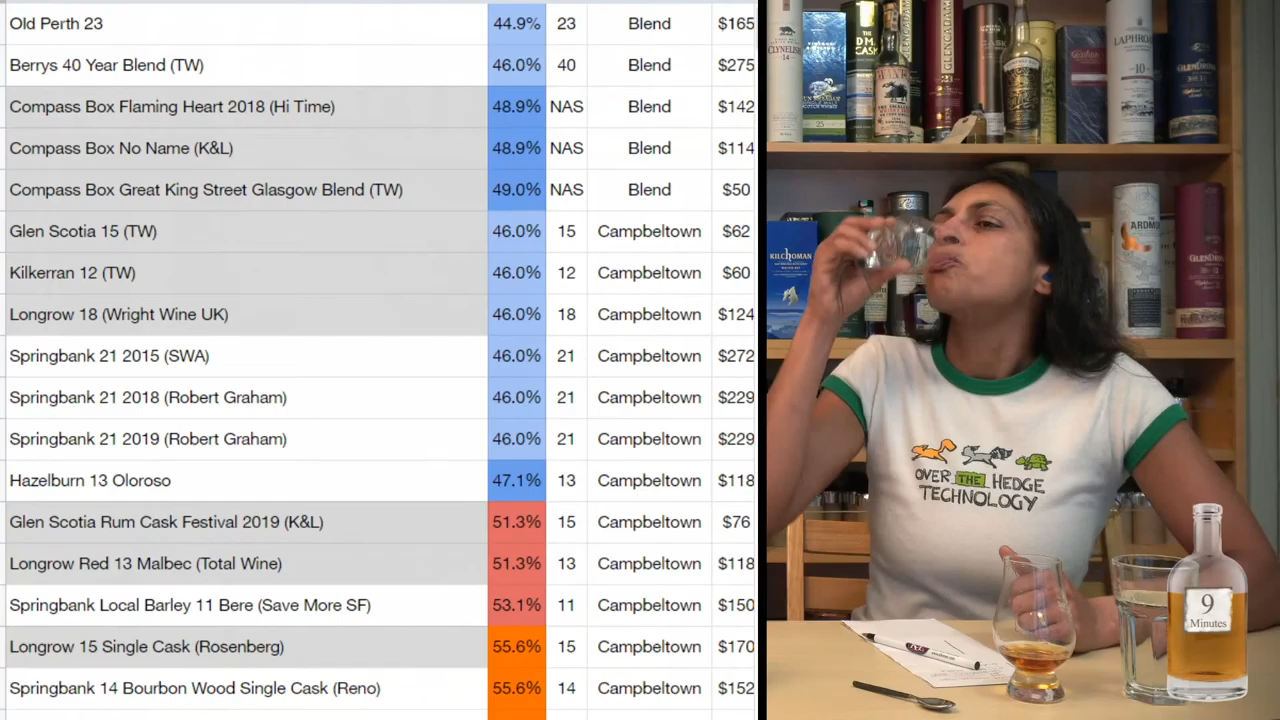 Old Perth 23 44.9% 23 Blend $165
Berrys 40 Year Blend (TW) 46.0% 40 Blend $275
Compass Box Flaming Heart 2018 (Hi Time) 48.9% NAS Blend $142
Compass Box No Name (K&L) 48.9% NAS Blend $114
Compass Box Great King Street Glasgow Blend (TW) 49.0% NAS Blend $50
Glen Scotia 15 (TW) 46.0% 15 Campbeltown $62
Kilkerran 12 (TW) 46.0% 12 Campbeltown $60
Longrow 18 (Wright Wine UK) 46.0% 18 Campbeltown $124
Springbank 21 2015 (SWA) 46.0% 21 Campbeltown $272
Springbank 21 2018 (Robert Graham) 46.0% 21 Campbeltown $229
Springbank 21 2019 (Robert Graham) 46.0% 21 Campbeltown $229
Hazelburn 13 Oloroso 47.1% 13 Campbeltown $118
Glen Scotia Rum Cask Festival 2019 (K&L) 51.3% 15 Campbeltown $76
Longrow Red 13 Malbec (Total Wine) 51.3% 13 Campbeltown $118
Springbank Local Barley 11 Bere (Save More SF) 53.1% 11 Campbeltown $150
Longrow 15 Single Cask (Rosenberg) 55.6% 15 Campbeltown $170
Springbank 14 Bourbon Wood Single Cask (Reno) 55.6% 14 Campbeltown $152
CLYNELISH
14
25
GLENCADAM
LAPHROAIG
10
GLENDRONACH
KILCHOMAN
ARDMORE
GLENDRONACH
OVER THE HEDGE
TECHNOLOGY
9
Minutes